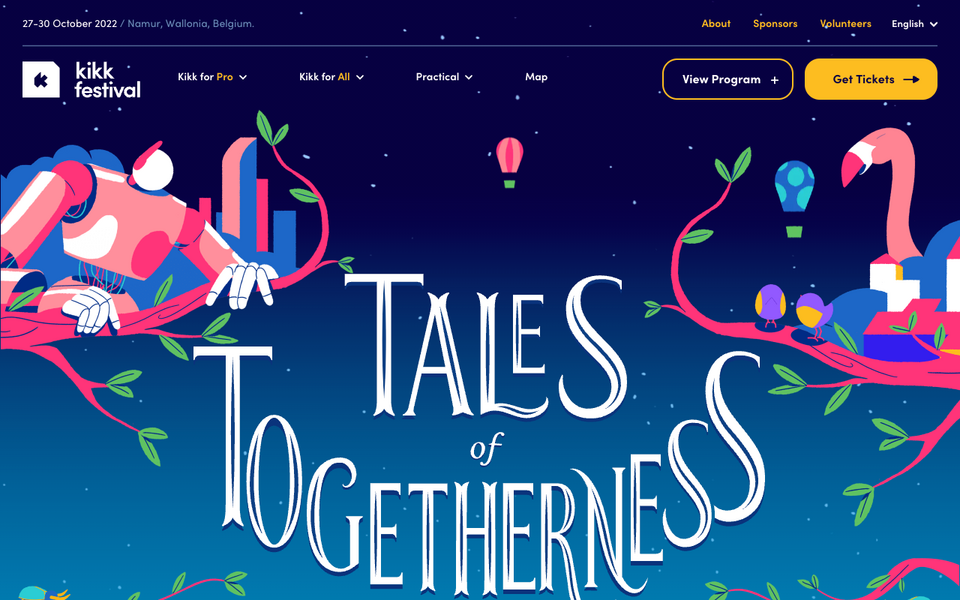 27-30 October 2022 / Namur, Wallonia, Belgium.
About Sponsors Volunteers English
kikk
festival
Kikk for Pro Kikk for All Practical Map View Program + Get Tickets
TALES
of
TOGETHERNESS